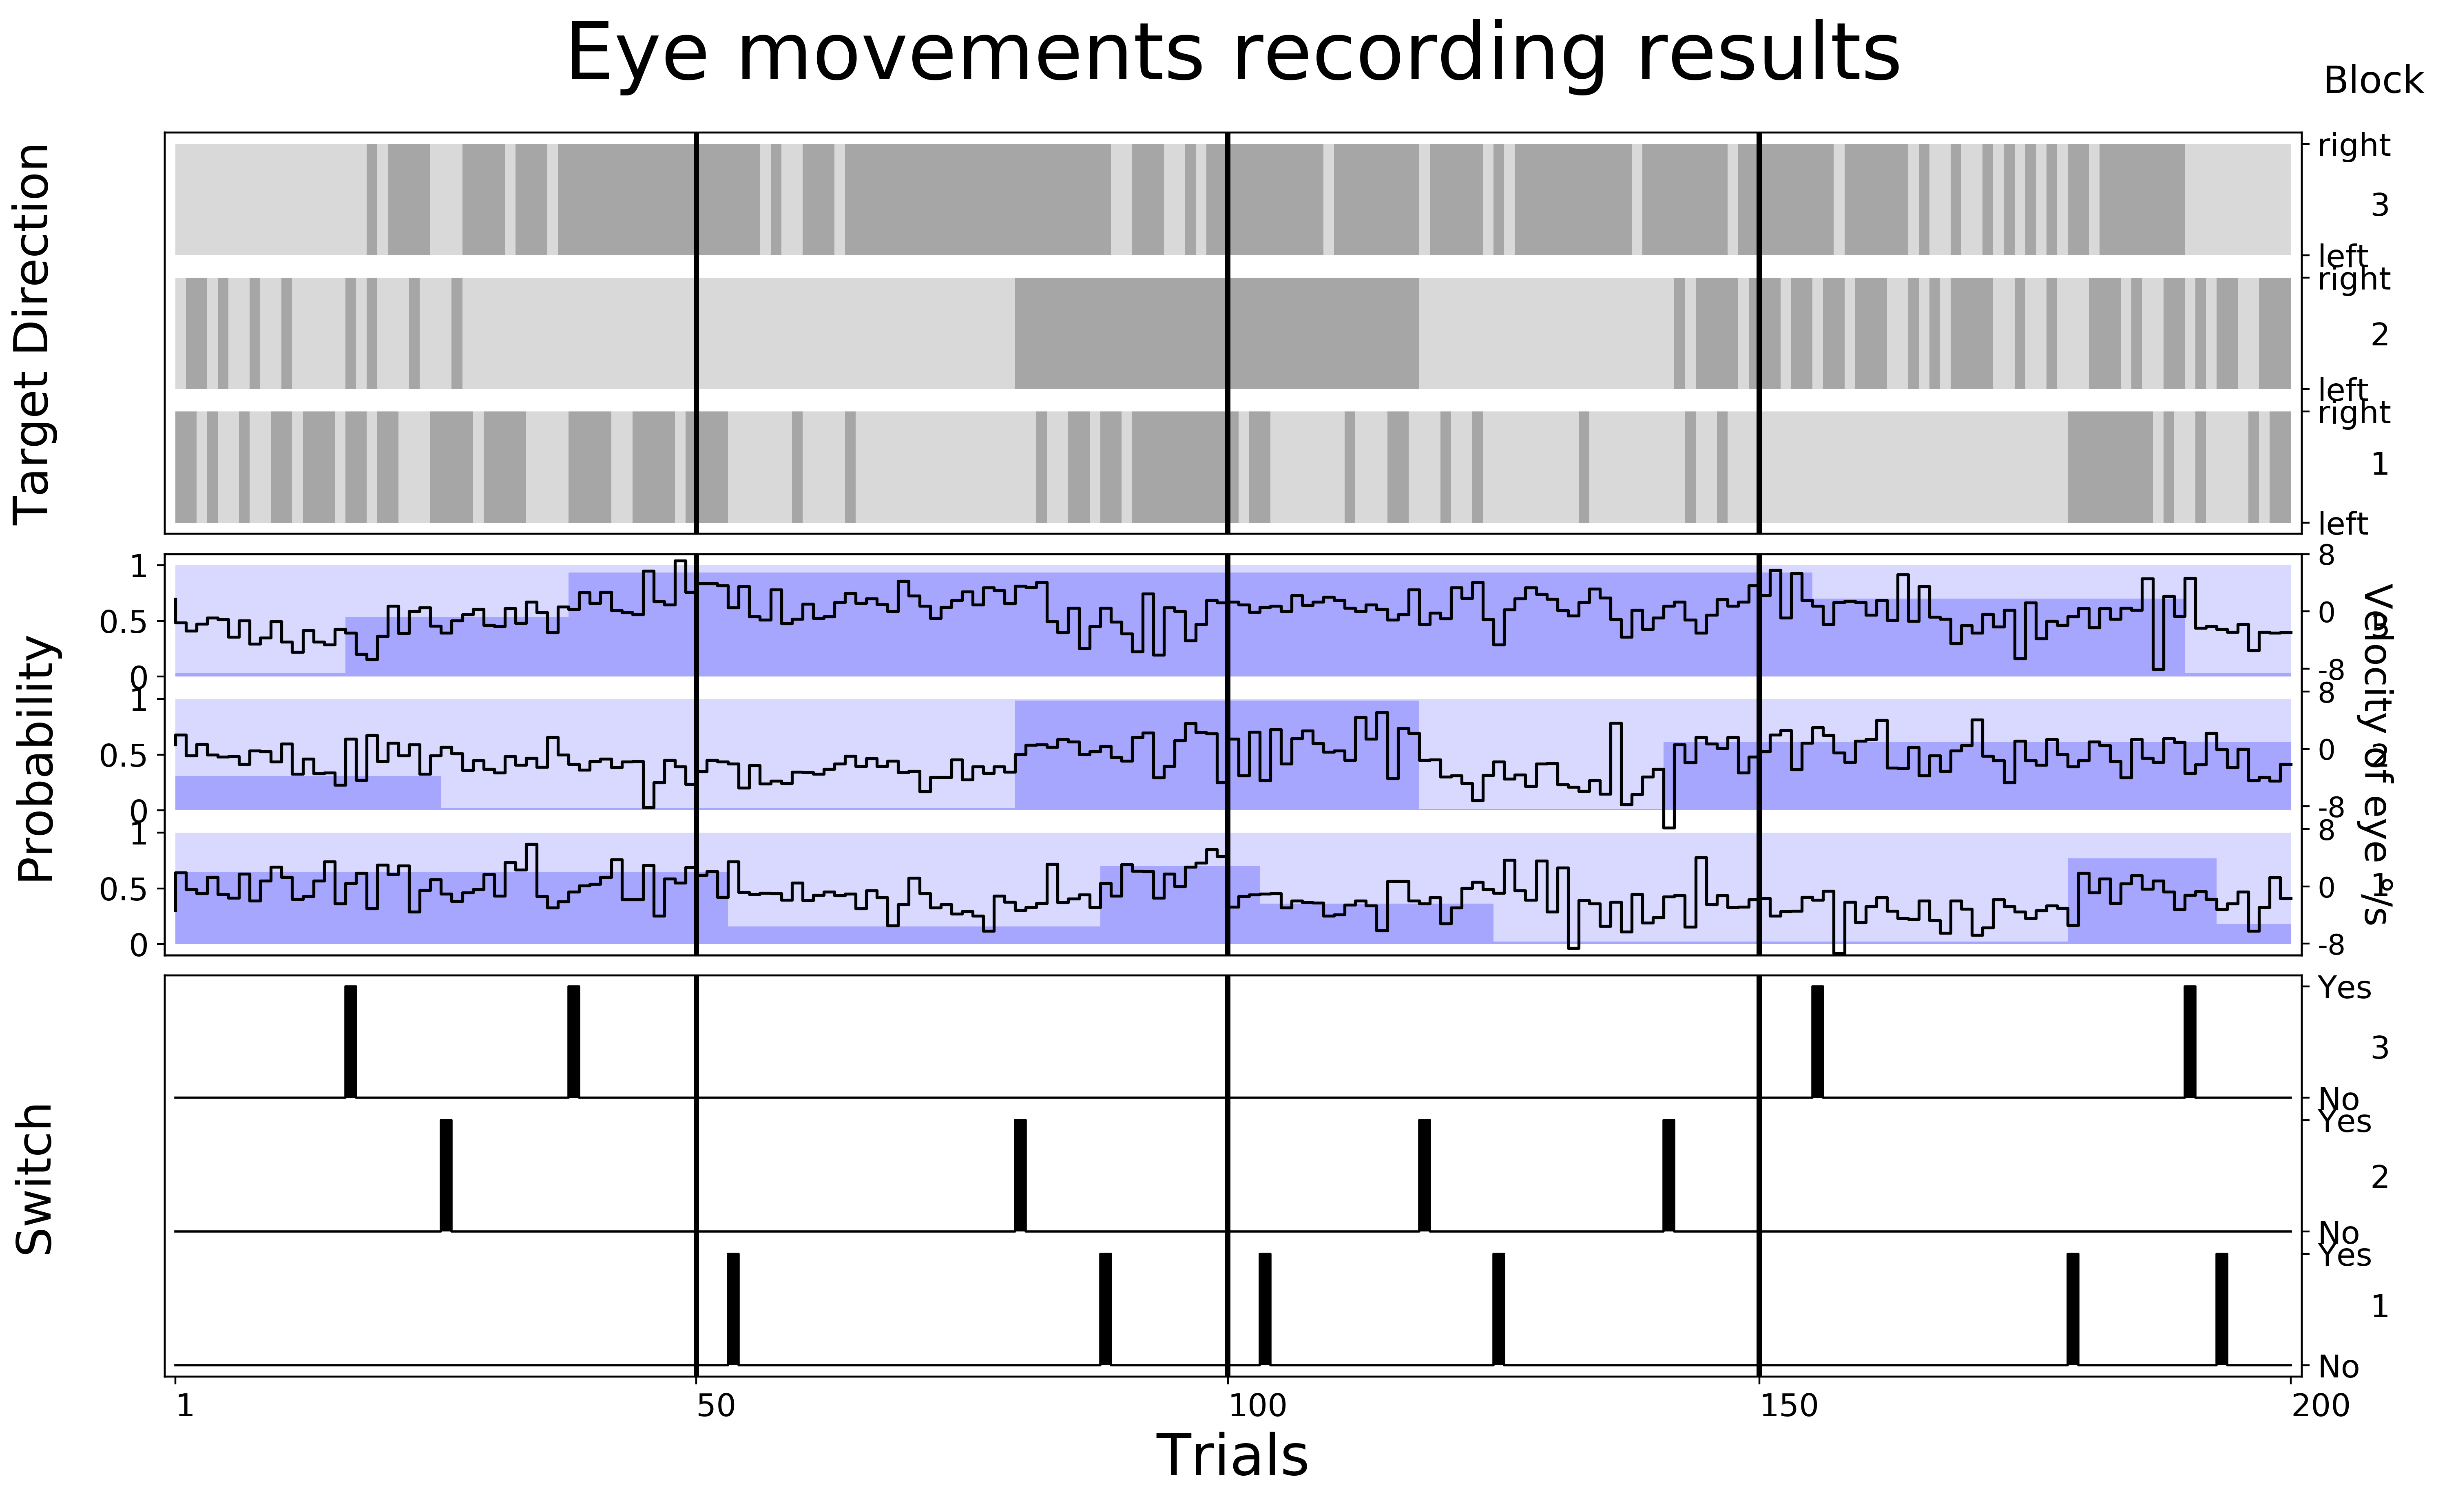 Eye movements recording results
Block
Target Direction
right
3
left
right
2
left
right
1
left
Probability
1
0.5
0
1
0.5
0
1
0.5
0
8
0
-8
8
0
-8
8
0
-8
3
2
1
Velocity of eye °/s
Switch
Yes
3
No
Yes
2
No
Yes
1
No
1
50
100
150
200
Trials